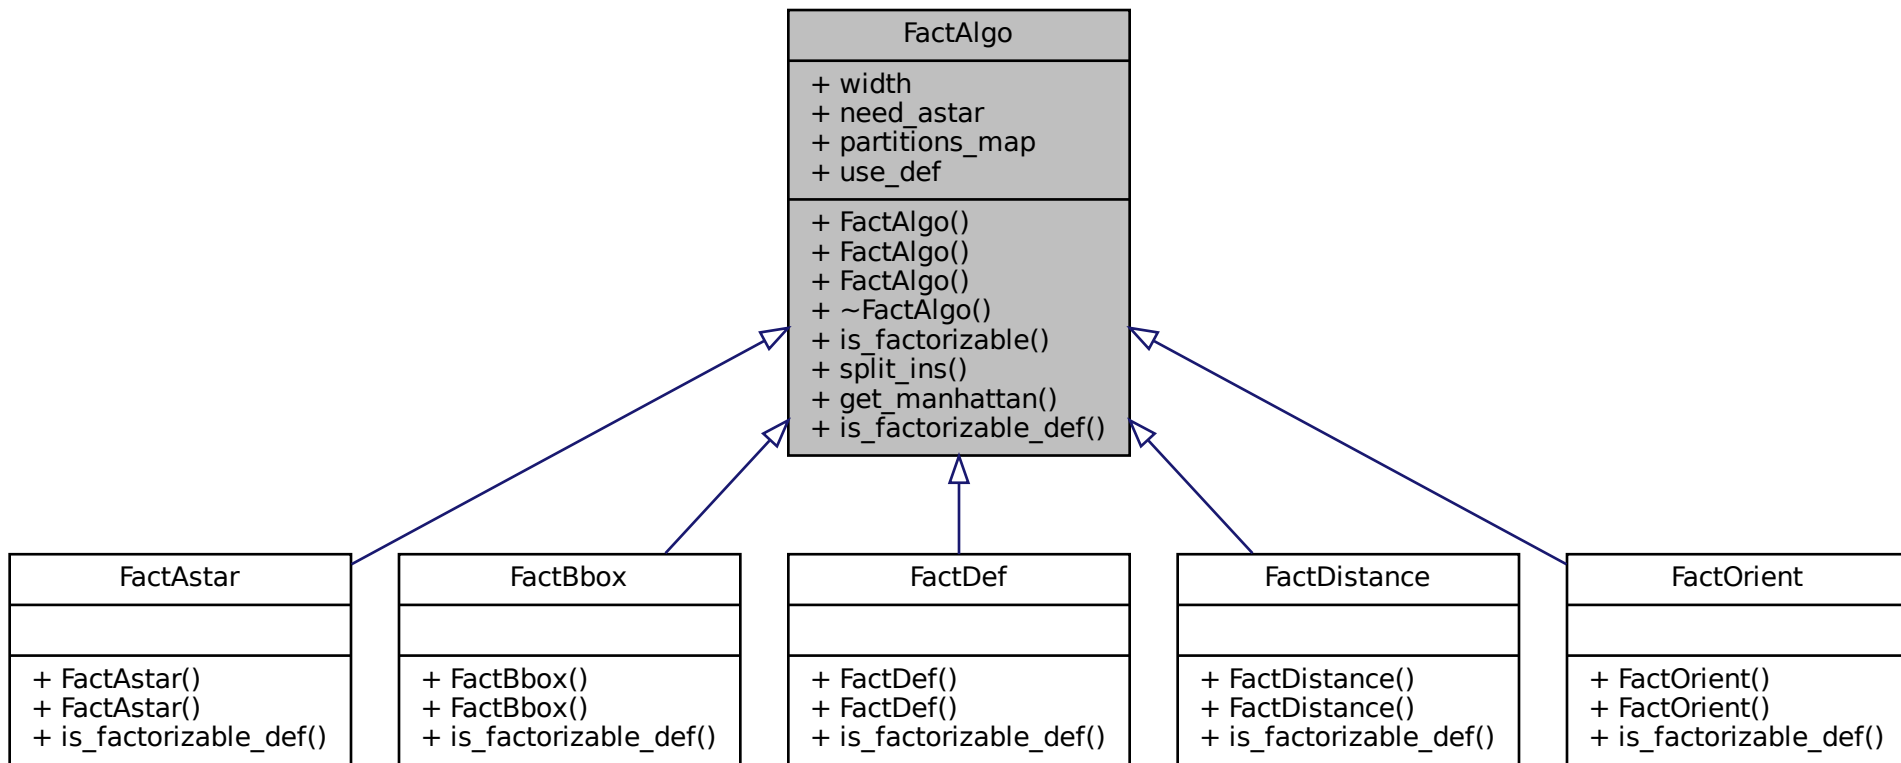 FactAlgo
+ width
+ need_astar
+ partitions_map
+ use_def
+ FactAlgo()
+ FactAlgo()
+ FactAlgo()
+ ~FactAlgo()
+ is_factorizable()
+ split_ins()
+ get_manhattan()
+ is_factorizable_def()
FactAstar
+ FactAstar()
+ FactAstar()
+ is_factorizable_def()
FactBbox
+ FactBbox()
+ FactBbox()
+ is_factorizable_def()
FactDef
+ FactDef()
+ FactDef()
+ is_factorizable_def()
FactDistance
+ FactDistance()
+ FactDistance()
+ is_factorizable_def()
FactOrient
+ FactOrient()
+ FactOrient()
+ is_factorizable_def()